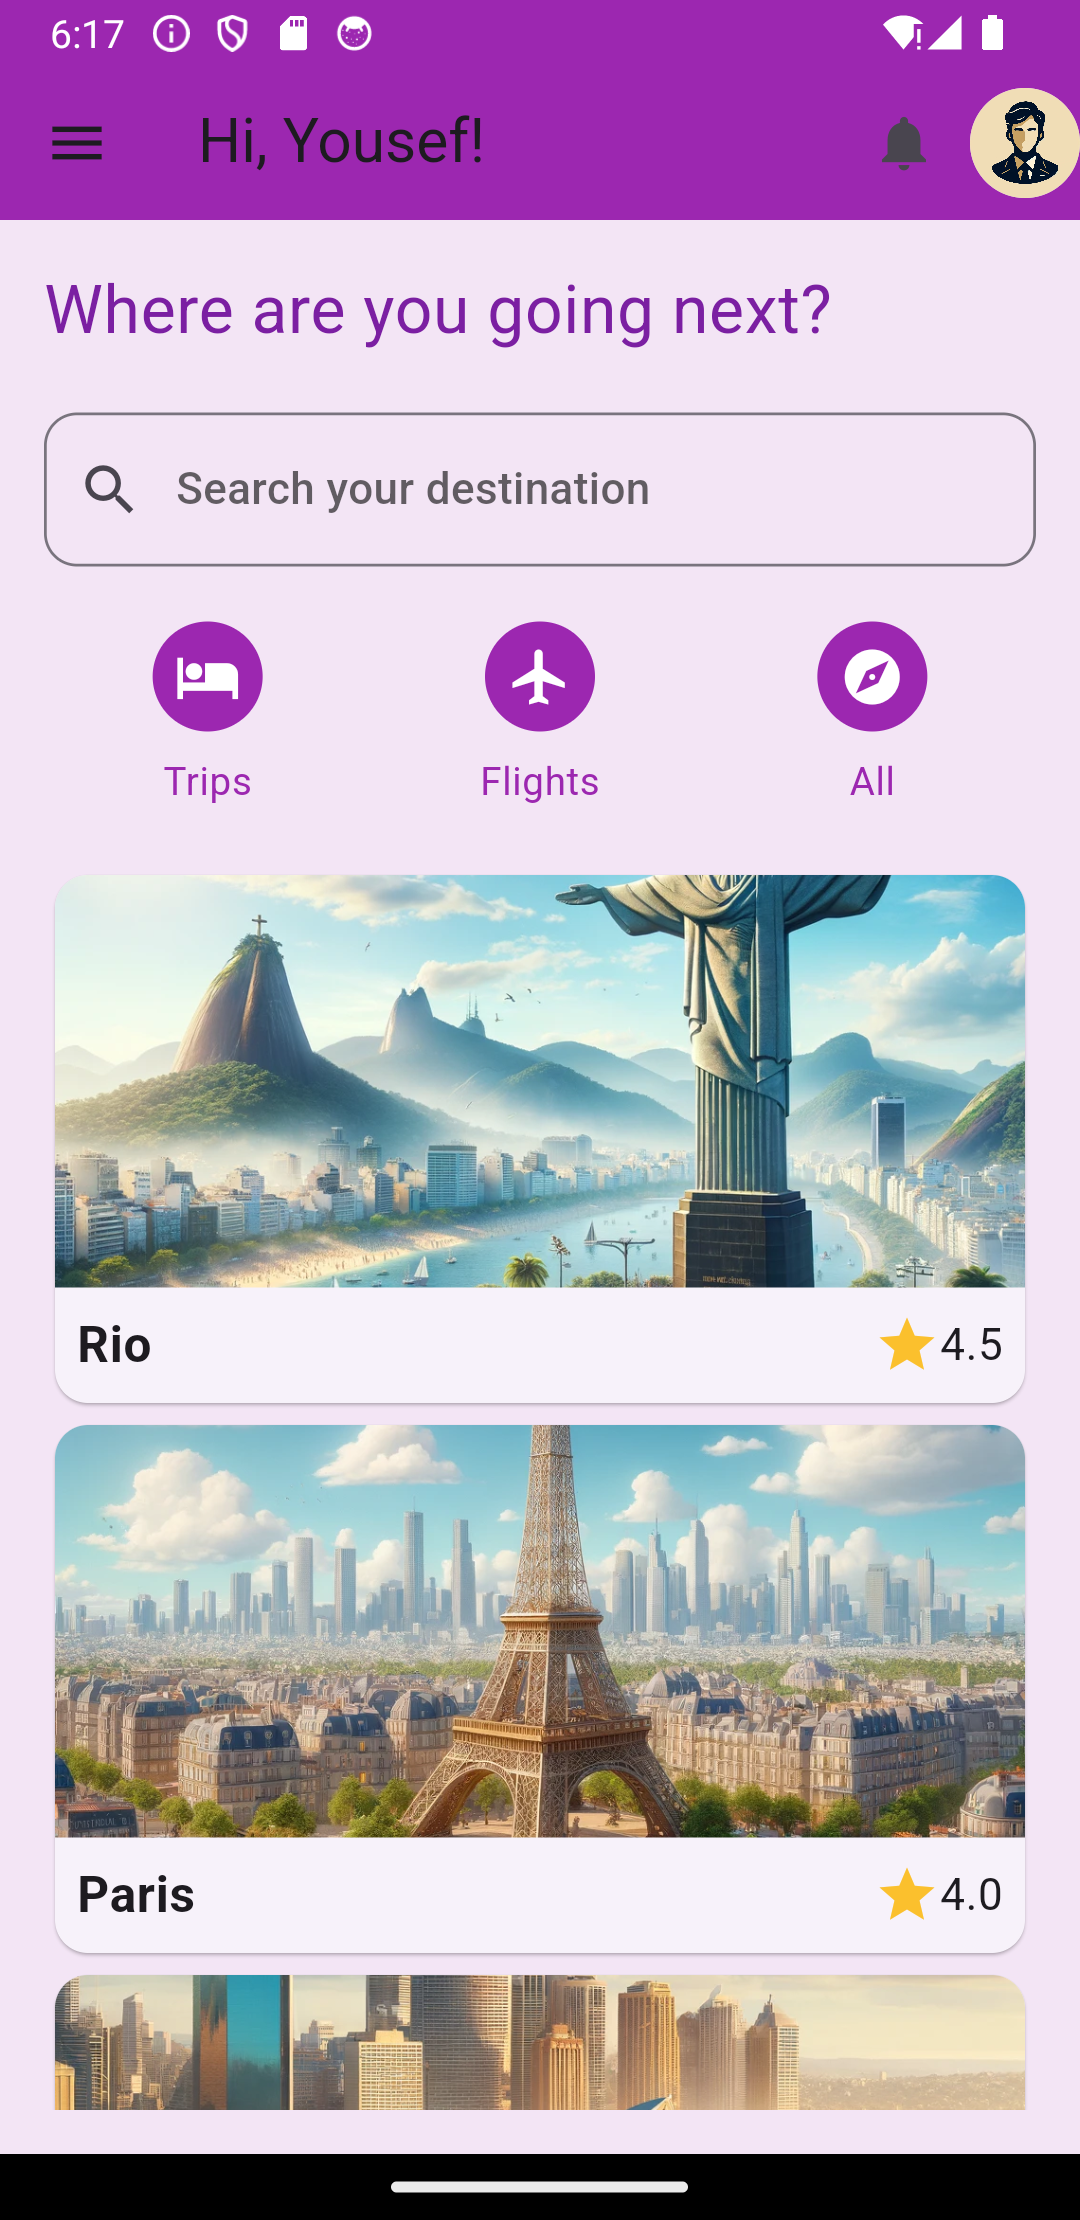 6:17
Hi, Yousef!
Where are you going next?
Search your destination
Trips
Flights
All
Rio
4.5
Paris
4.0